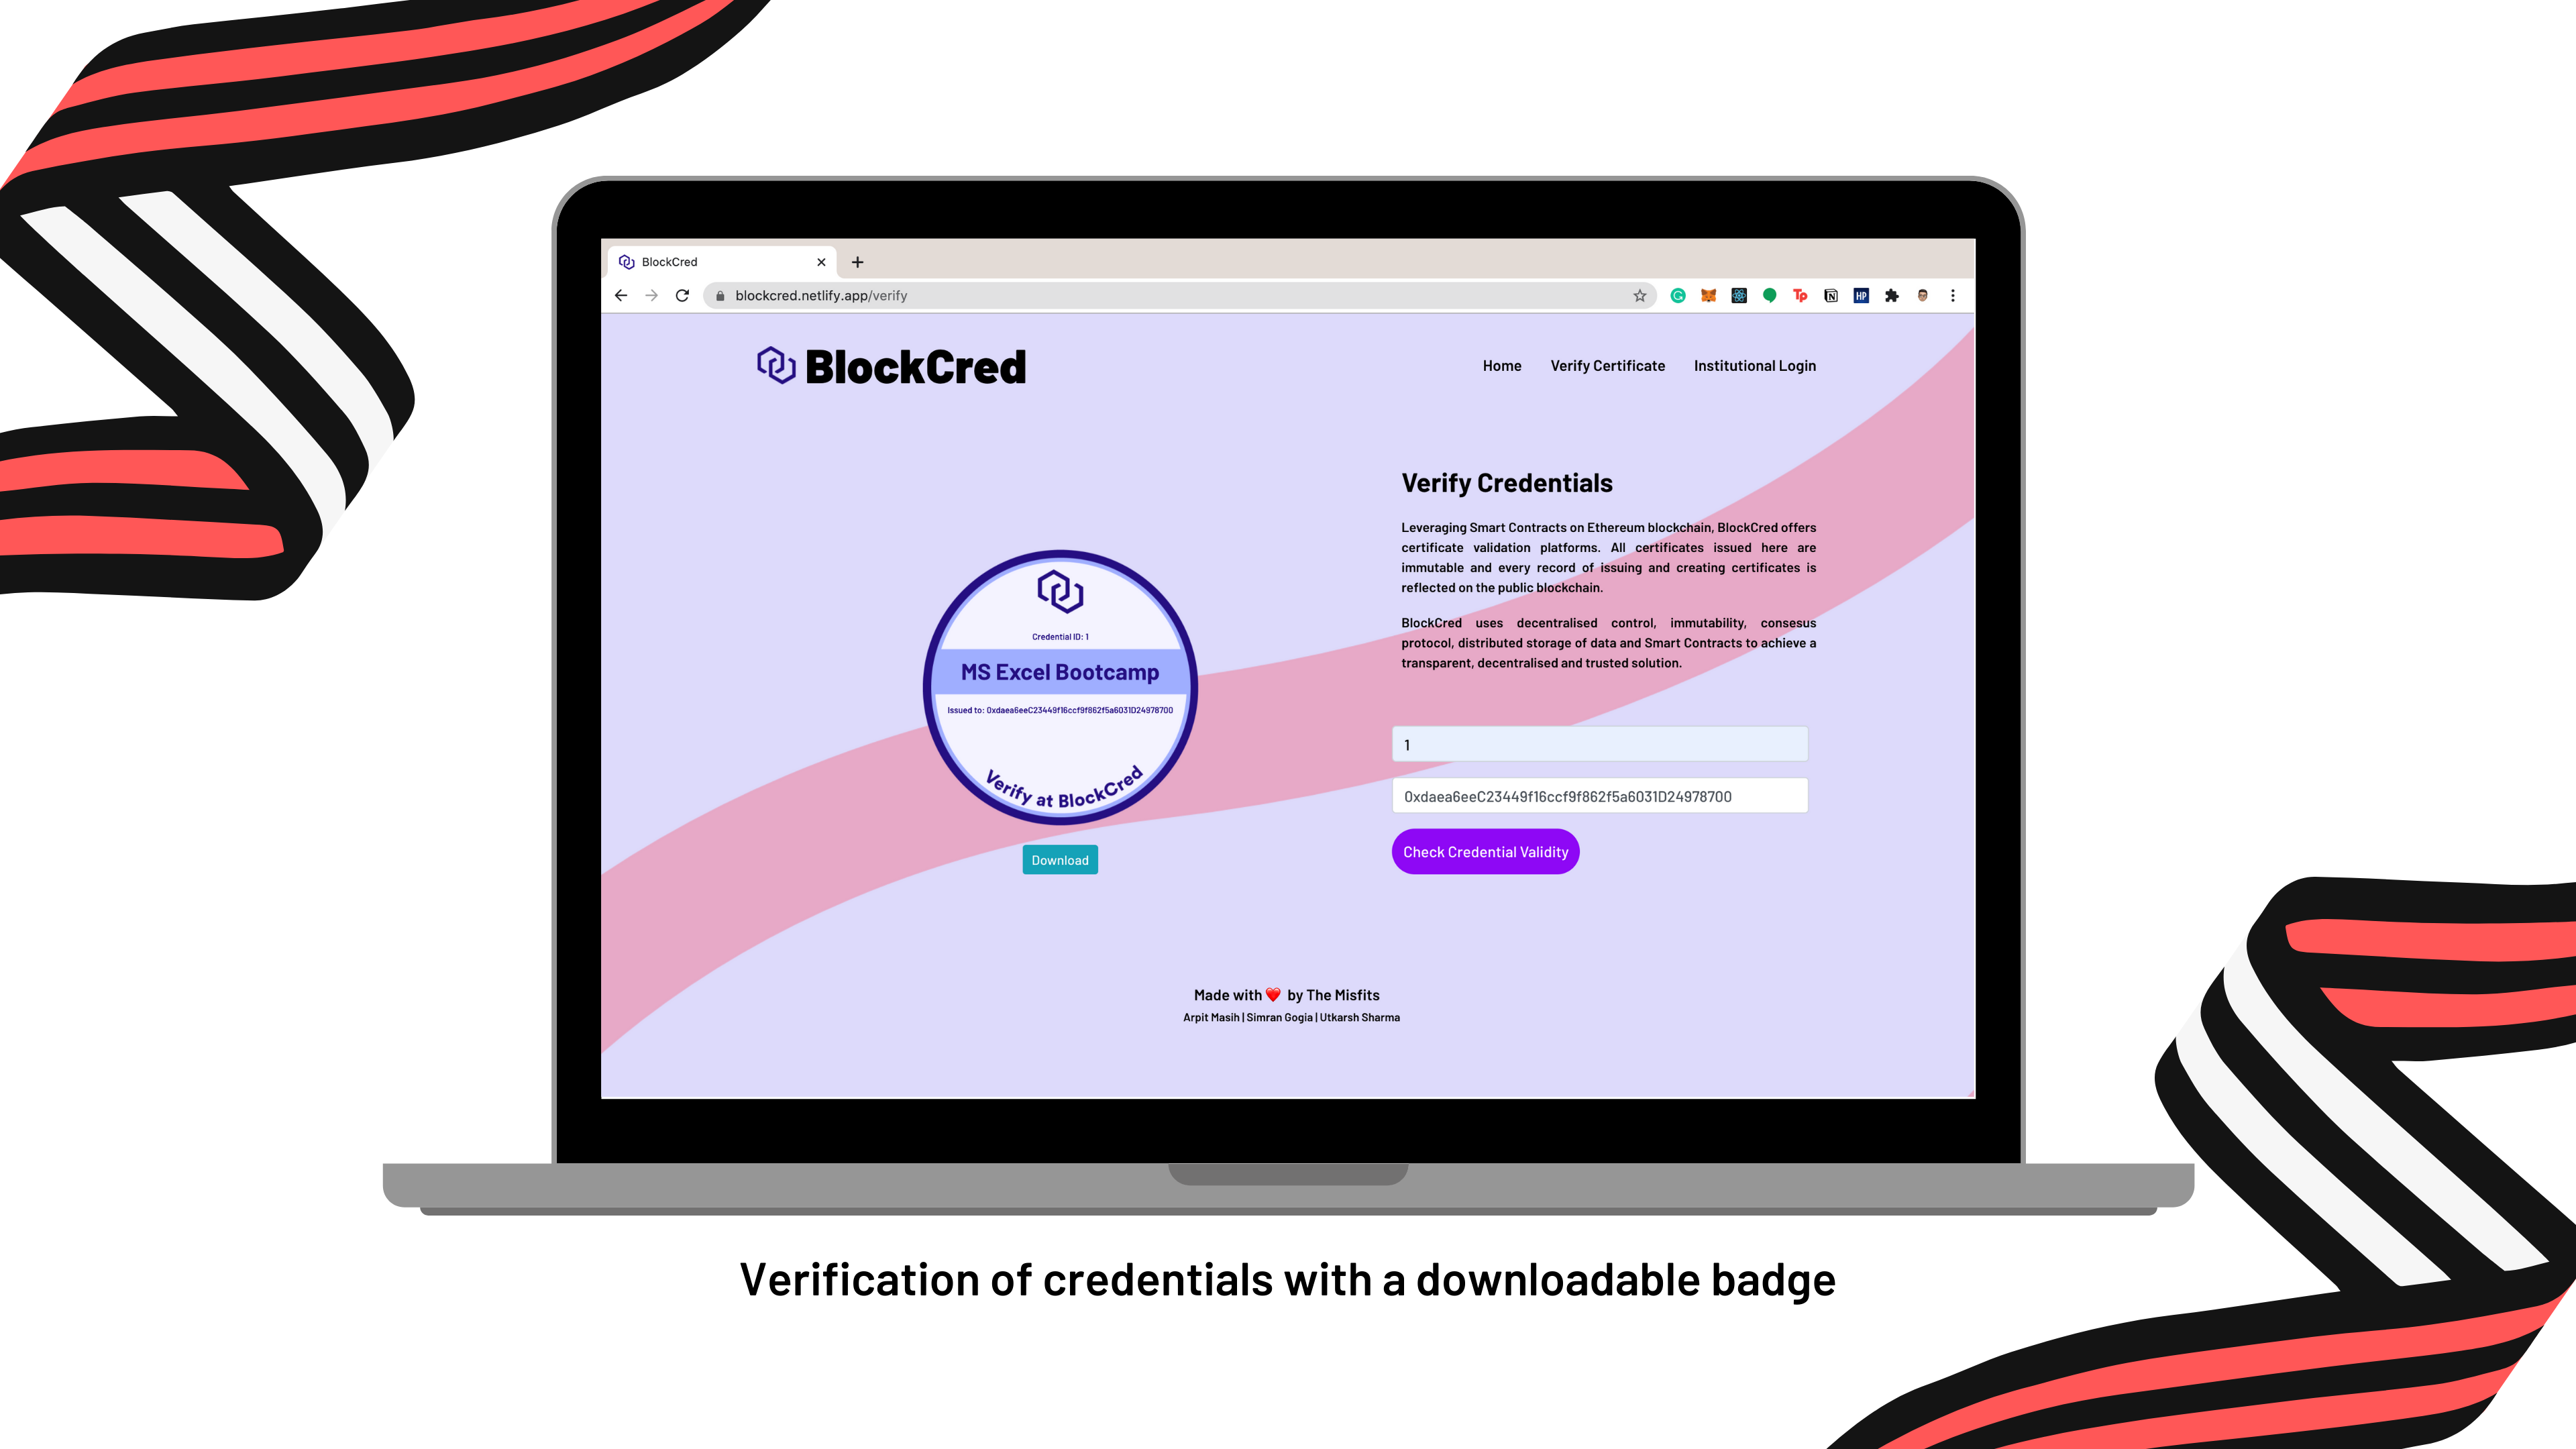 BlockCred
blockcred.netlify.app/verify
BlockCred
Home
Verify Certificate
Institutional Login
Verify Credentials
Leveraging Smart Contracts on Ethereum blockchain, BlockCred offers
certificate validation platforms. All certificates issued here are
immutable and every record of issuing and creating certificates is
reflected on the public blockchain.
BlockCred uses decentralised control, immutability, consesus
protocol, distributed storage of data and Smart Contracts to achieve a
transparent, decentralised and trusted solution.
Credential ID: 1
MS Excel Bootcamp
Issued to: 0xdaea6eeC23449f16ccf9f862f5a6031D24978700
Verify at BlockCred
Download
1
0xdaea6eeC23449f16ccf9f862f5a6031D24978700
Check Credential Validity
Made with ❤️ by The Misfits
Arpit Masih | Simran Gogia | Utkarsh Sharma
Verification of credentials with a downloadable badge